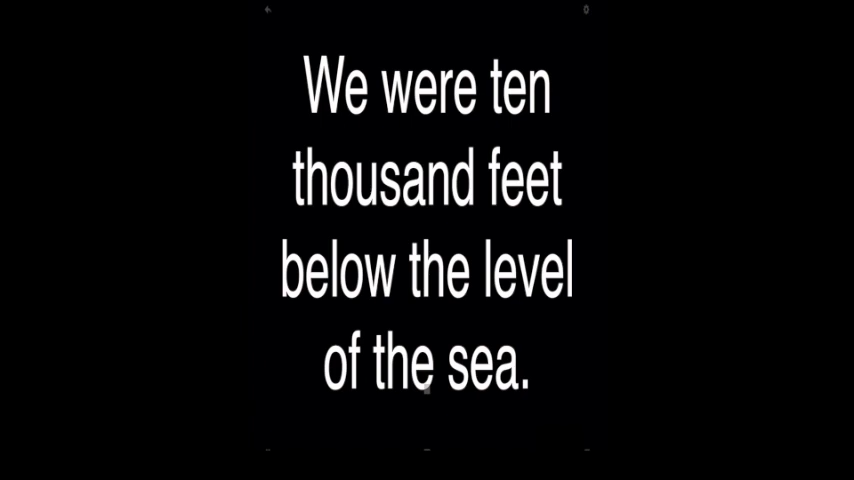 We were ten
thousand feet
below the level
of the sea.